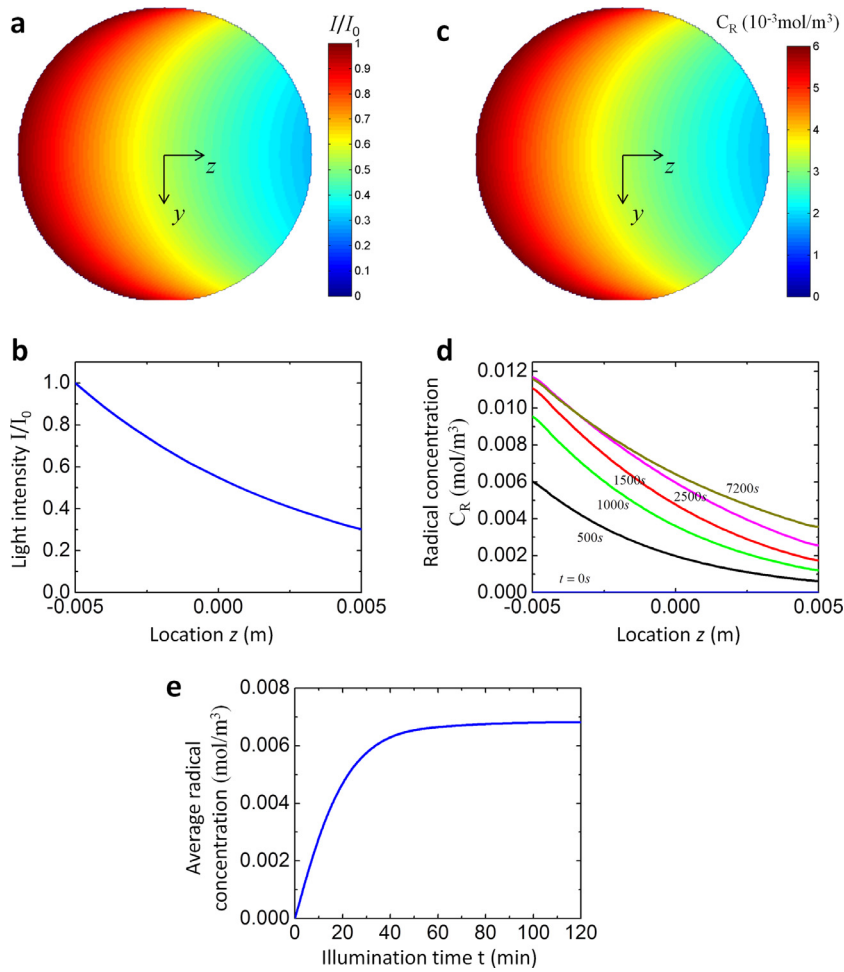 a
I/I0
1
0.9
0.8
0.7
0.6
0.5
0.4
0.3
0.2
0.1
0
z
y
c
CR (10-3mol/m3)
6
5
4
3
2
1
0
z
y
b
Light intensity I/I0
1.0
0.8
0.6
0.4
0.2
0.0
-0.005 0.000 0.005
Location z (m)
d
Radical concentration
CR (mol/m3)
0.012
0.010
0.008
0.006
0.004
0.002
0.000
7200s
1500s
2500s
1000s
500s
t = 0s
-0.005 0.000 0.005
Location z (m)
e
Average radical
concentration (mol/m3)
0.008
0.006
0.004
0.002
0.000
0 20 40 60 80 100 120
Illumination time t (min)